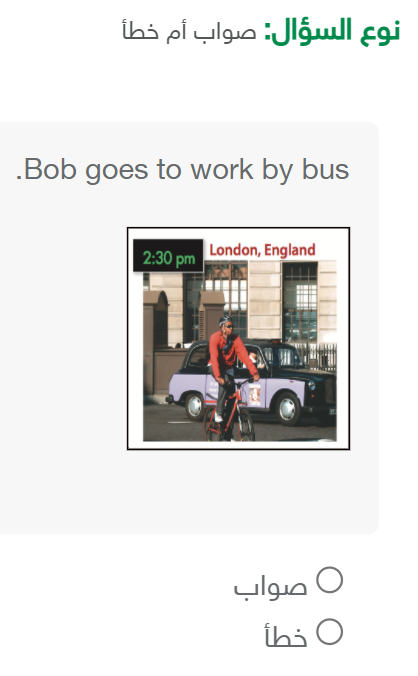 نوع السؤال: صواب أم خطأ
.Bob goes to work by bus
2:30 pm
London, England
صواب
خطأ